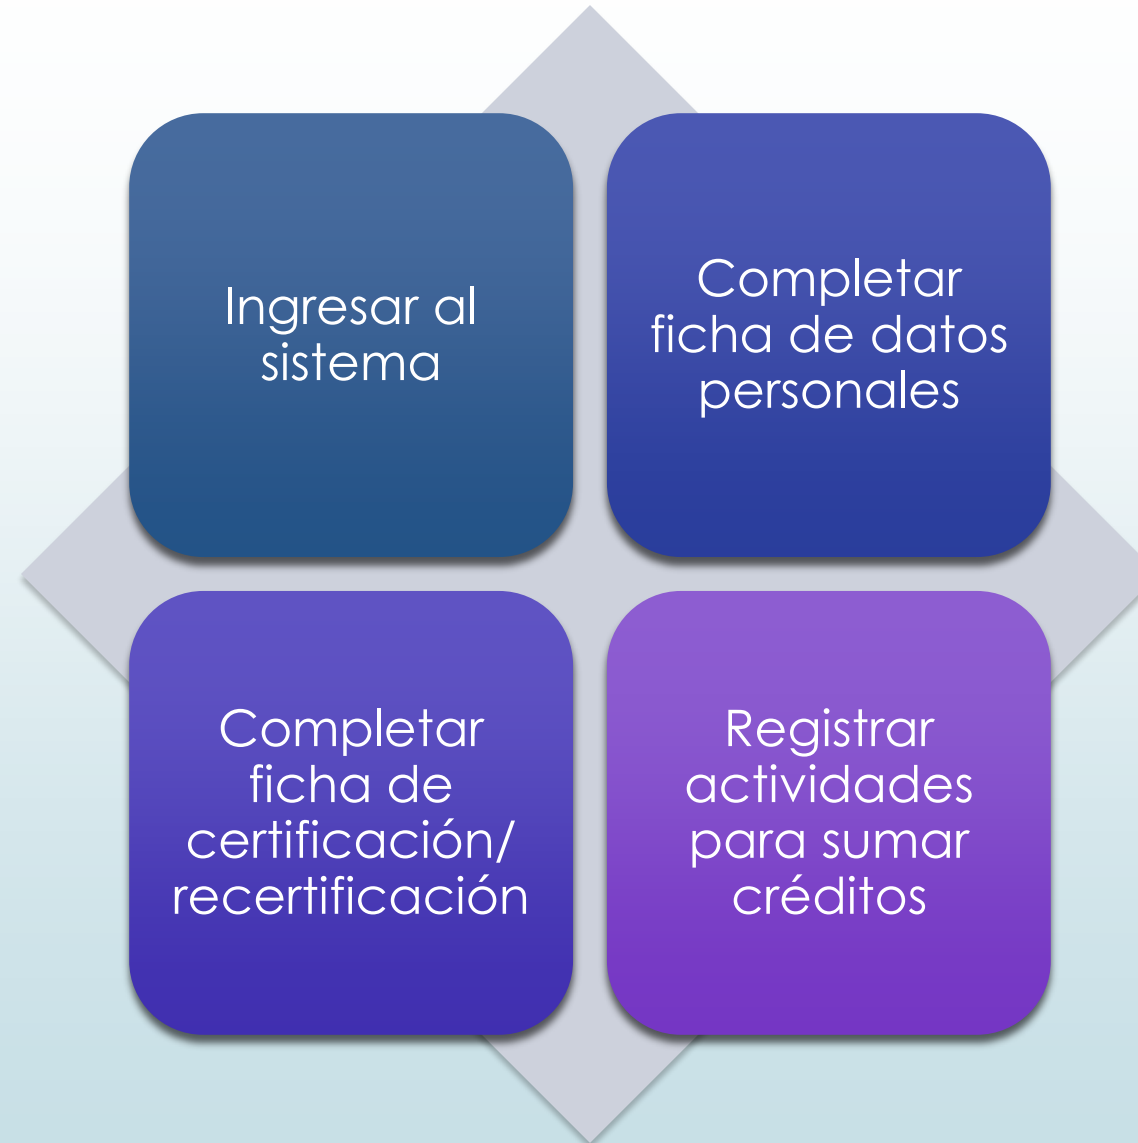 Ingresar al
sistema
Completar
ficha de datos
personales
Completar
ficha de
certificación/
recertificación
Registrar
actividades
para sumar
créditos